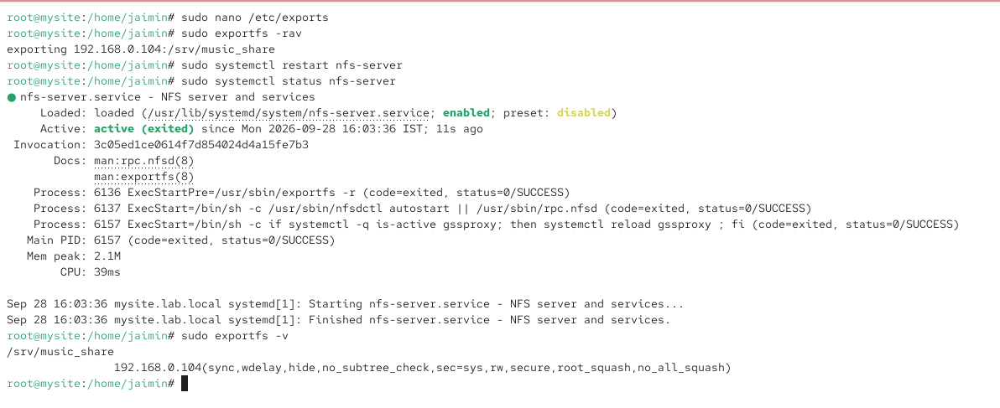 root@mysite:/home/jaimin# sudo nano /etc/exports
root@mysite:/home/jaimin# sudo exportfs -rav
exporting 192.168.0.104:/srv/music_share
root@mysite:/home/jaimin# sudo systemctl restart nfs-server
root@mysite:/home/jaimin# sudo systemctl status nfs-server
● nfs-server.service - NFS server and services
     Loaded: loaded (/usr/lib/systemd/system/nfs-server.service; enabled; preset: disabled)
     Active: active (exited) since Mon 2026-09-28 16:03:36 IST; 11s ago
 Invocation: 3c05ed1ce0614f7d854024d4a15fe7b3
       Docs: man:rpc.nfsd(8)
             man:exportfs(8)
    Process: 6136 ExecStartPre=/usr/sbin/exportfs -r (code=exited, status=0/SUCCESS)
    Process: 6137 ExecStart=/bin/sh -c /usr/sbin/nfsdctl autostart || /usr/sbin/rpc.nfsd (code=exited, status=0/SUCCESS)
    Process: 6157 ExecStart=/bin/sh -c if systemctl -q is-active gssproxy; then systemctl reload gssproxy ; fi (code=exited, status=0/SUCCESS)
   Main PID: 6157 (code=exited, status=0/SUCCESS)
   Mem peak: 2.1M
        CPU: 39ms

Sep 28 16:03:36 mysite.lab.local systemd[1]: Starting nfs-server.service - NFS server and services...
Sep 28 16:03:36 mysite.lab.local systemd[1]: Finished nfs-server.service - NFS server and services.
root@mysite:/home/jaimin# sudo exportfs -v
/srv/music_share
                192.168.0.104(sync,wdelay,hide,no_subtree_check,sec=sys,rw,secure,root_squash,no_all_squash)
root@mysite:/home/jaimin#